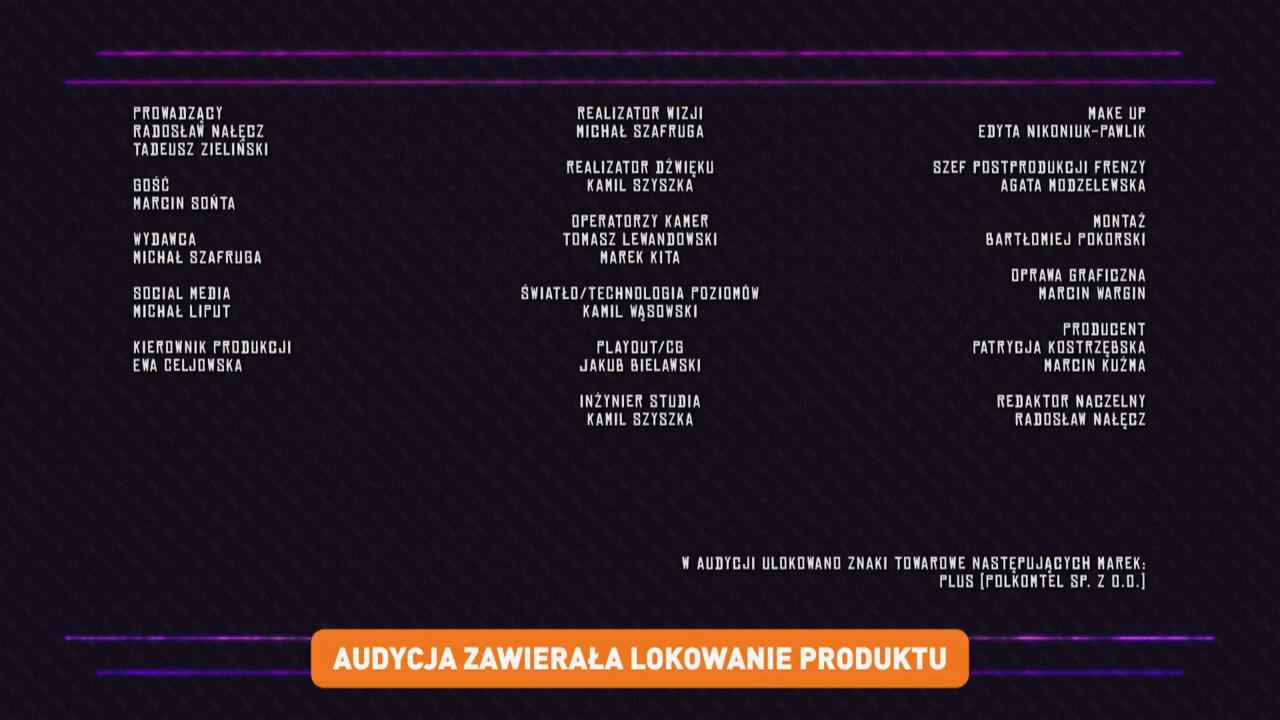 PROWADZĄCY
RADOSŁAW NAŁĘCZ
TADEUSZ ZIELIŃSKI
GOŚĆ
MARCIN SOŃTA
WYDAWCA
MICHAŁ SZAFRUGA
SOCIAL MEDIA
MICHAŁ LIPUT
KIEROWNIK PRODUKCJI
EWA CELJOWSKA
REALIZATOR WIZJI
MICHAŁ SZAFRUGA
REALIZATOR DŹWIĘKU
KAMIL SZYSZKA
OPERATORZY KAMER
TOMASZ LEWANDOWSKI
MAREK KITA
ŚWIATŁO/TECHNOLOGIA POZIOMÓW
KAMIL WĄSOWSKI
PLAYOUT/CG
JAKUB BIELAWSKI
INŻYNIER STUDIA
KAMIL SZYSZKA
MAKE UP
EDYTA NIKONIUK-PAWLIK
SZEF POSTPRODUKCJI FRENZY
AGATA MODZELEWSKA
MONTAŻ
BARTŁOMIEJ POKORSKI
OPRAWA GRAFICZNA
MARCIN WARGIN
PRODUCENT
PATRYCJA KOSTRZĘBSKA
MARCIN KUŹMA
REDAKTOR NACZELNY
RADOSŁAW NAŁĘCZ
W AUDYCJI ULOKOWANO ZNAKI TOWAROWE NASTĘPUJĄCYCH MAREK:
PLUS [POLKOMTEL SP. Z O.O.]
AUDYCJA ZAWIERAŁA LOKOWANIE PRODUKTU